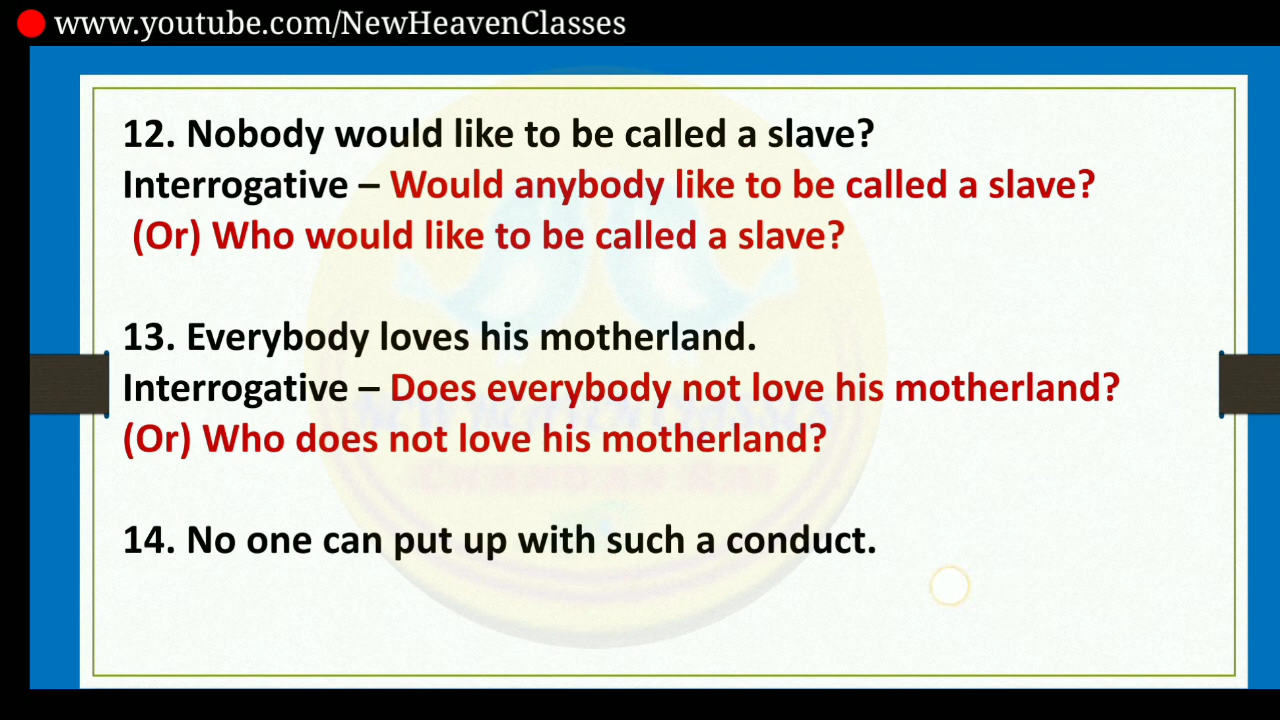 www.youtube.com/NewHeavenClasses
12. Nobody would like to be called a slave?
Interrogative – Would anybody like to be called a slave?
(Or) Who would like to be called a slave?
13. Everybody loves his motherland.
Interrogative – Does everybody not love his motherland?
(Or) Who does not love his motherland?
14. No one can put up with such a conduct.